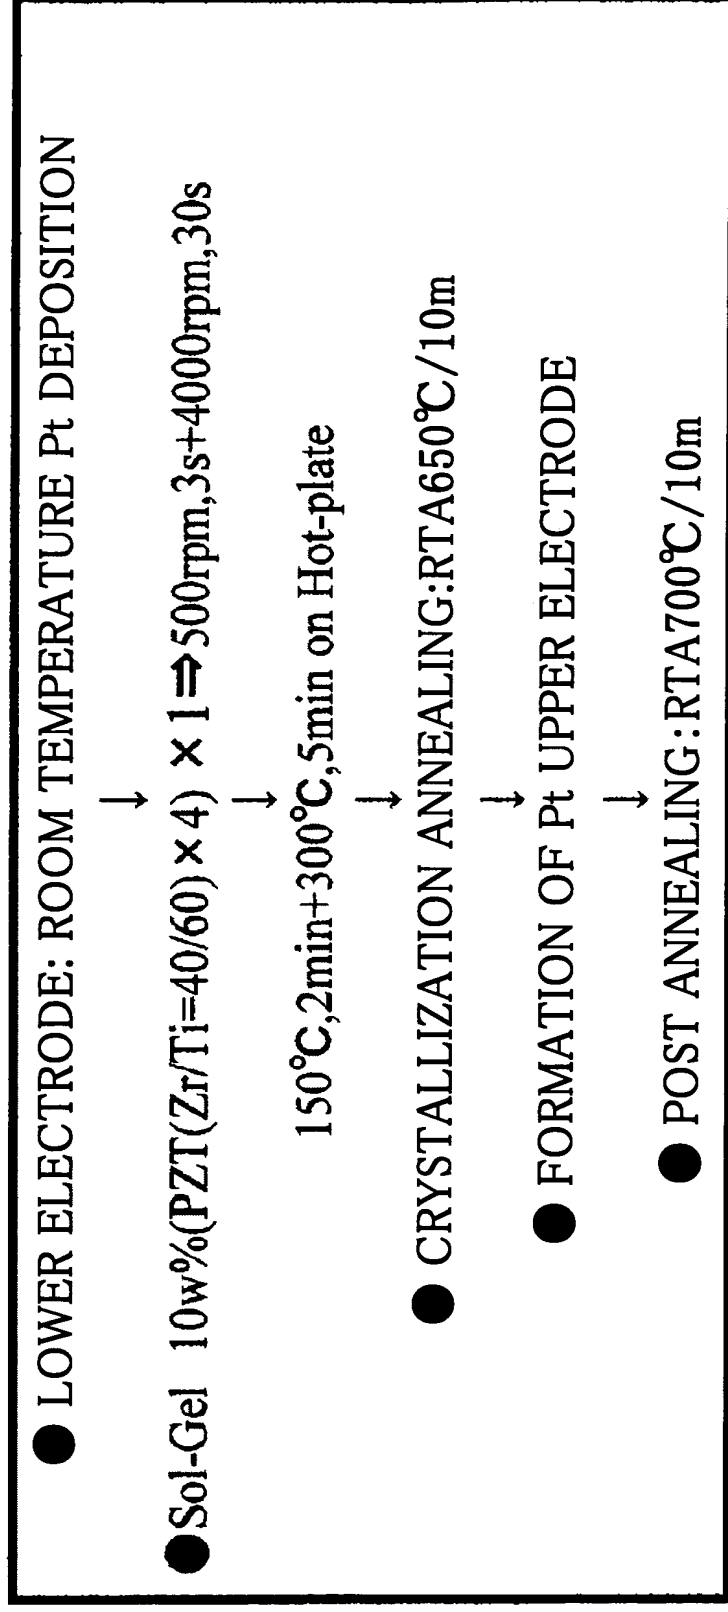 ● LOWER ELECTRODE: ROOM TEMPERATURE Pt DEPOSITION
↓
●Sol-Gel 10w%(PZT(Zr/Ti=40/60)×4) ×1⇒500rpm,3s+4000rpm,30s
↓
150℃,2min+300℃,5min on Hot-plate
↓
● CRYSTALLIZATION ANNEALING:RTA650℃/10m
↓
● FORMATION OF Pt UPPER ELECTRODE
↓
● POST ANNEALING:RTA700℃/10m